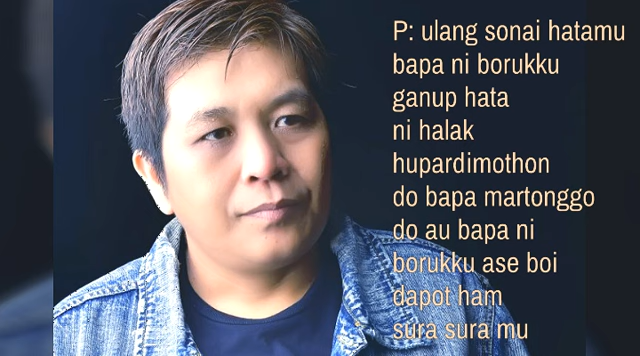 P: ulang sonai hatamu
bapa ni borukku
ganup hata
ni halak
hupardimothon
do bapa martonggo
do au bapa ni
borukku ase boi
dapot ham
sura sura mu